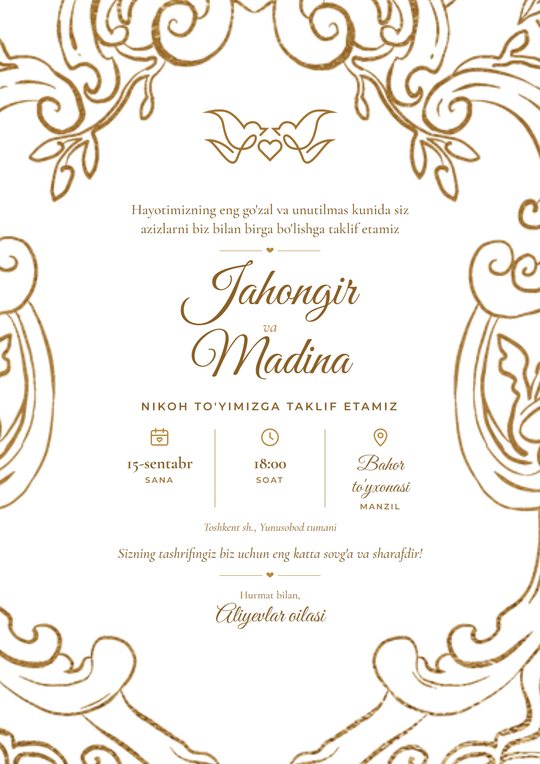 Hayotimizning eng go'zal va unutilmas kunida siz
azizlarni biz bilan birga bo'lishga taklif etamiz
Jahongir
va
Madina
NIKOH TO'YIMIZGA TAKLIF ETAMIZ
15-sentabr
SANA
18:00
SOAT
Bahor
to'yxonasi
MANZIL
Toshkent sh., Yunusobod tumani
Sizning tashrifingiz biz uchun eng katta sovg'a va sharafdir!
Hurmat bilan,
Aliyevlar oilasi